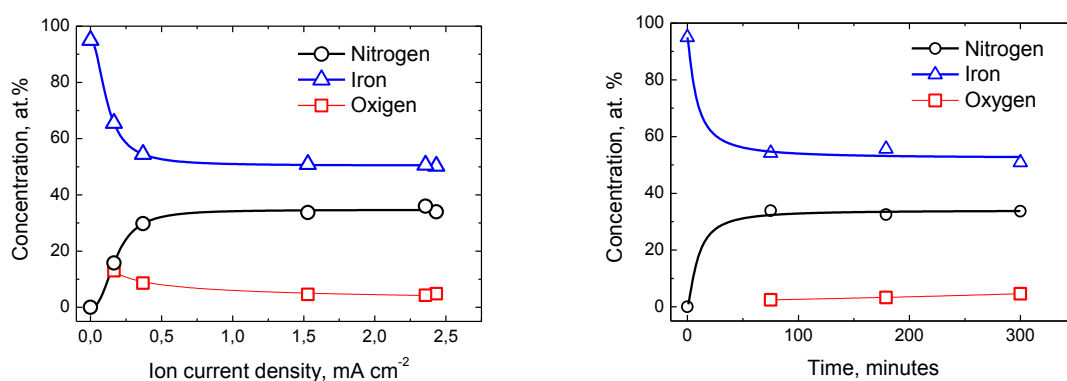 Concentration, at.%
100
80
60
40
20
0
0,0 0,5 1,0 1,5 2,0 2,5
Ion current density, mA cm-2
Nitrogen
Iron
Oxigen
Concentration, at. %
100
80
60
40
20
0
0 100 200 300
Time, minutes
Nitrogen
Iron
Oxygen